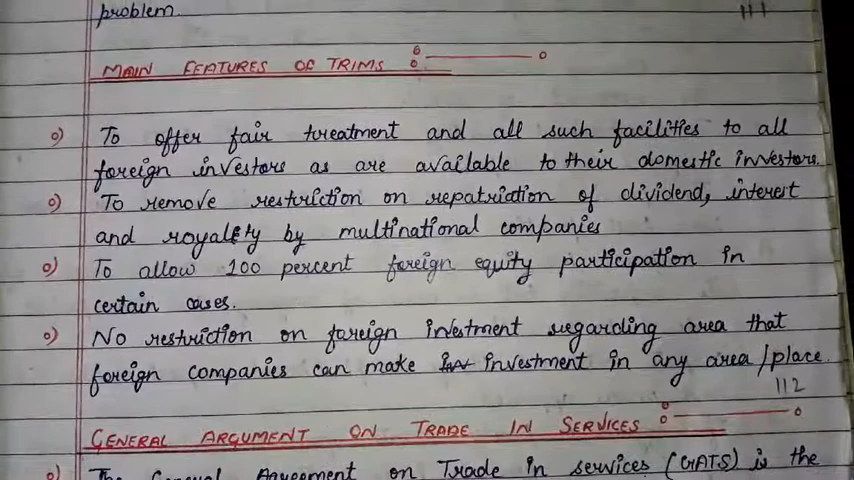 problem.
111
MAIN FEATURES OF TRIMS
o) To offer fair treatment and all such facilities to all
foreign investors as are available to their domestic investors.
o) To remove restriction on repatriation of dividend, interest
and royality by multinational companies
o) To allow 100 percent foreign equity participation in
certain cases.
o) No restriction on foreign investment regarding area that
foreign companies can make investment in any area/place.
112
GENERAL ARGUMENT ON TRADE IN SERVICES
o) The General Agreement on Trade in services (GATS) is the